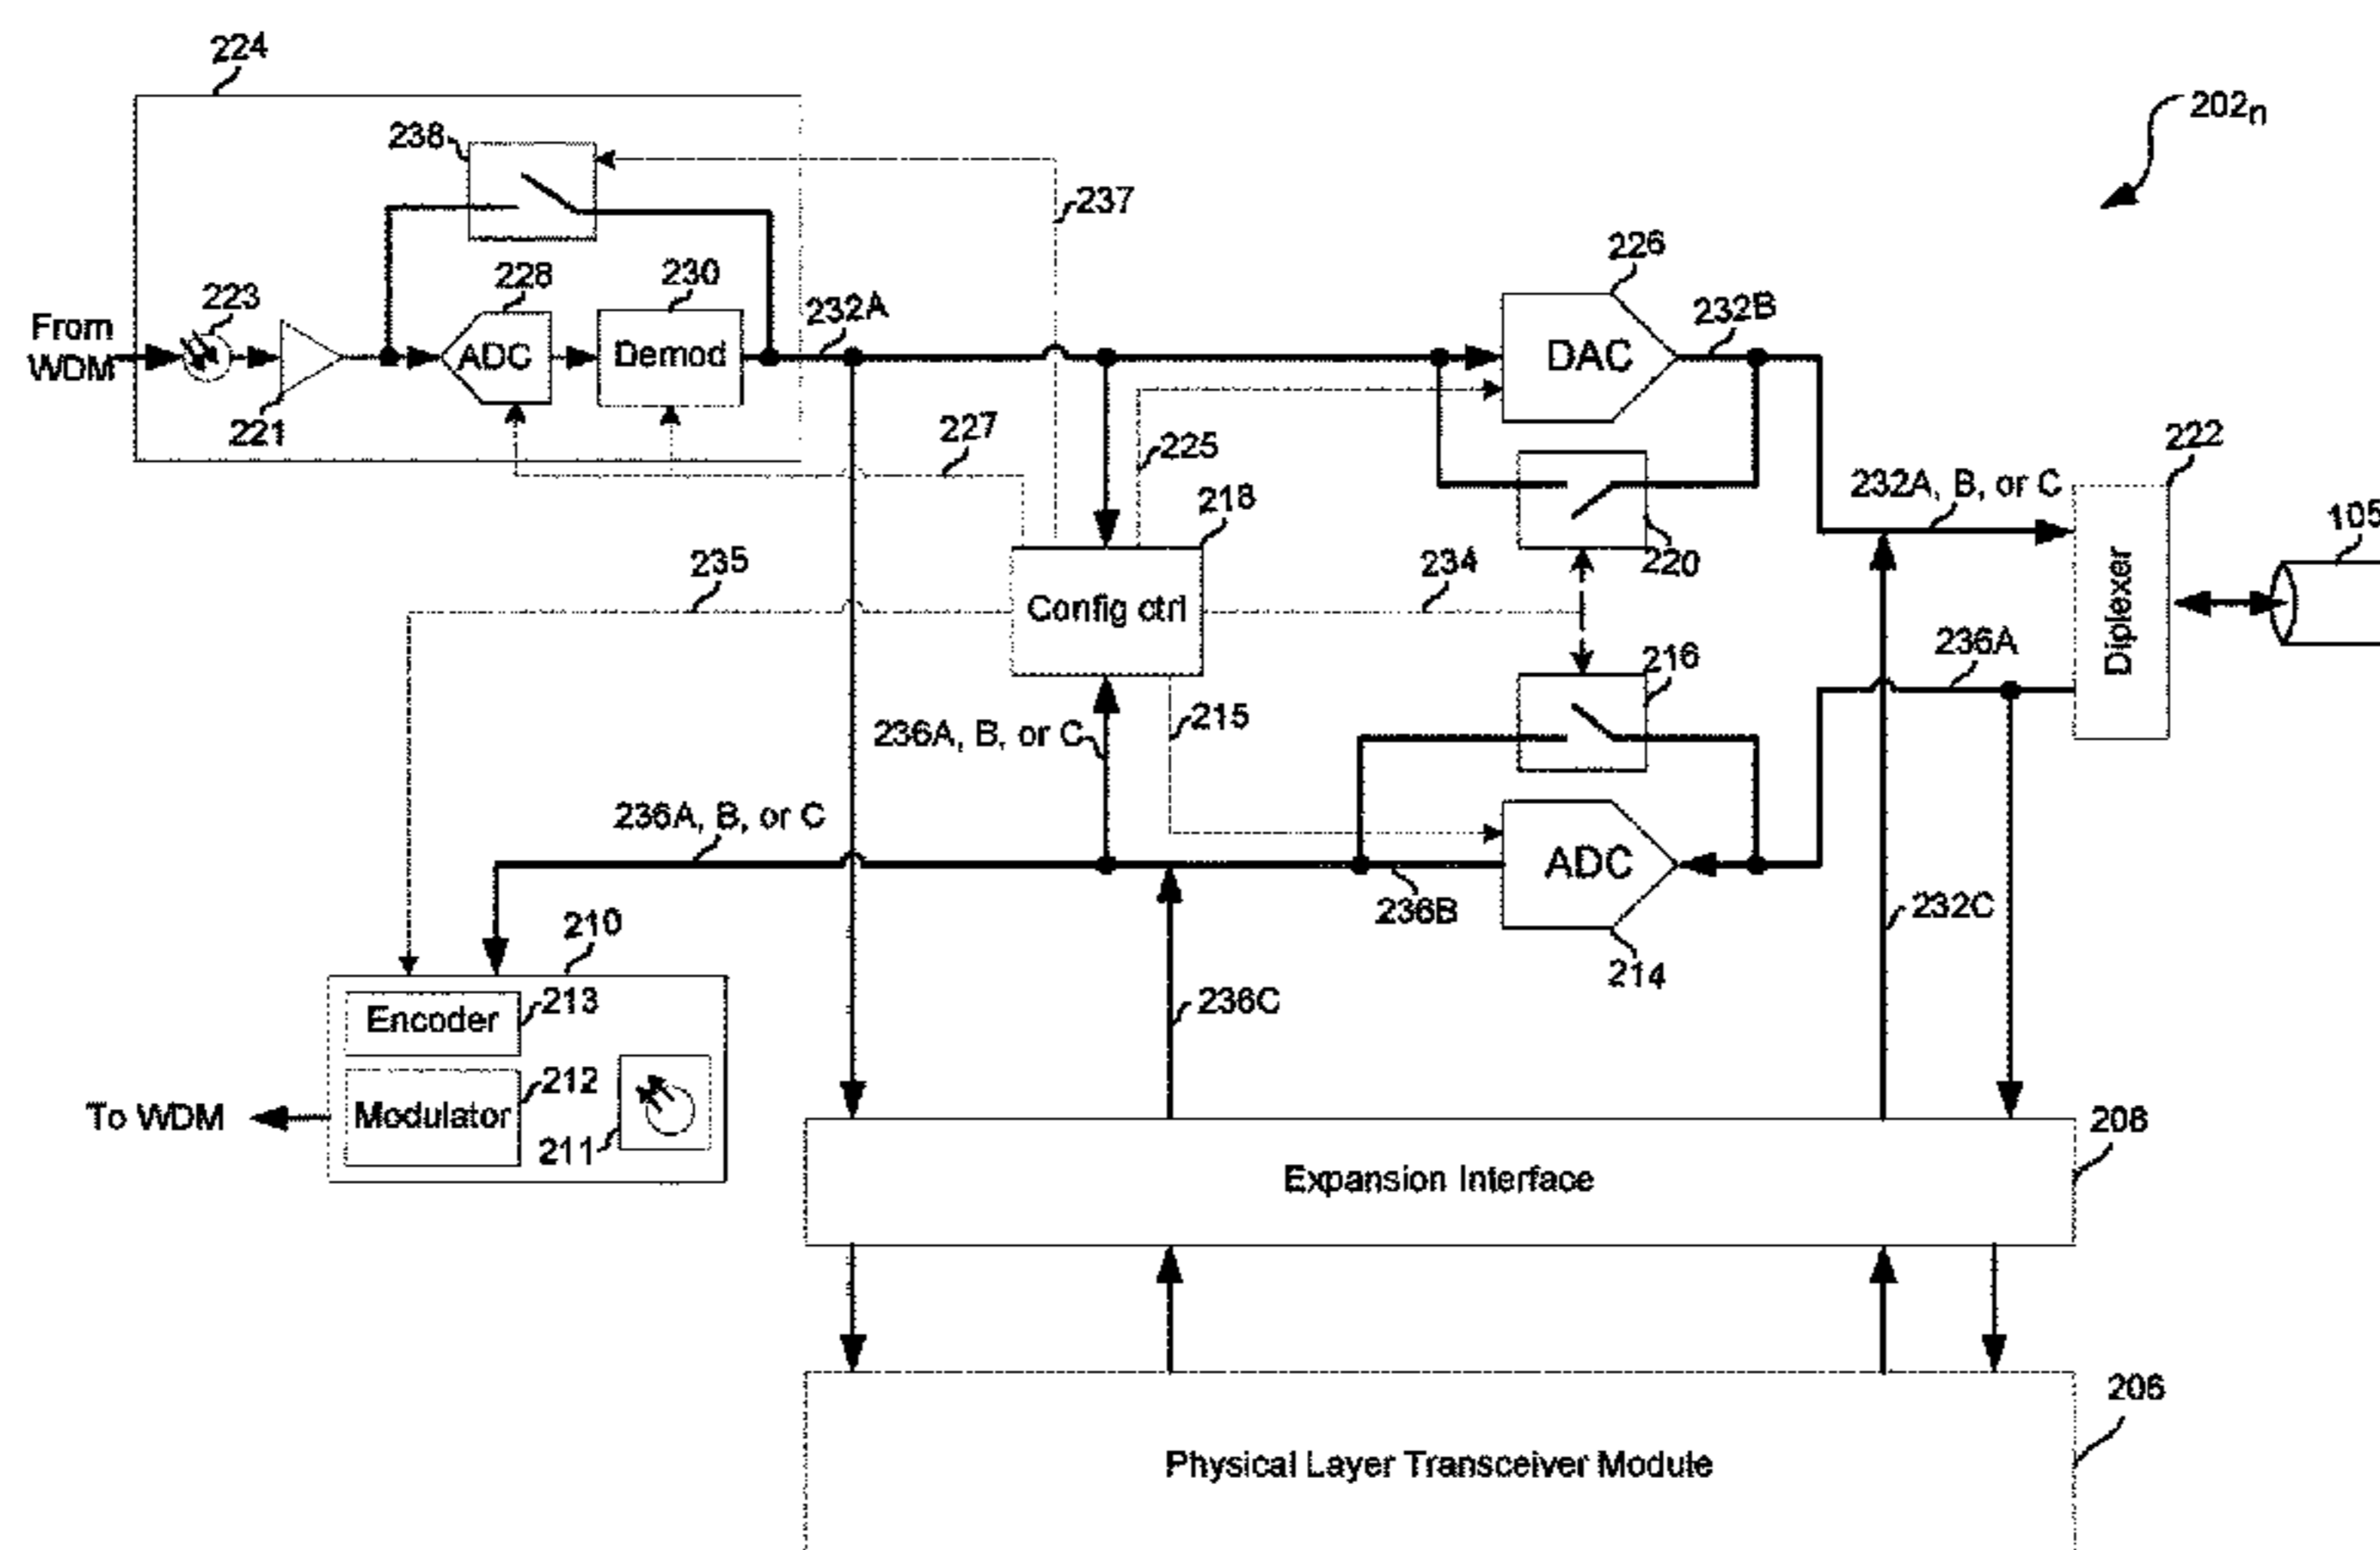 224
202n
238
237
226
223
228
230
232A
232B
From
WDM
ADC
Demod
DAC
221
227
225
222
232A, B, or C
105
218
220
235
234
Config ctrl
Diplexer
236A
216
215
236A, B, or C
236A, B, or C
ADC
236B
232C
210
214
Encoder
213
236C
212
To WDM
Modulator
211
208
Expansion Interface
206
Physical Layer Transceiver Module